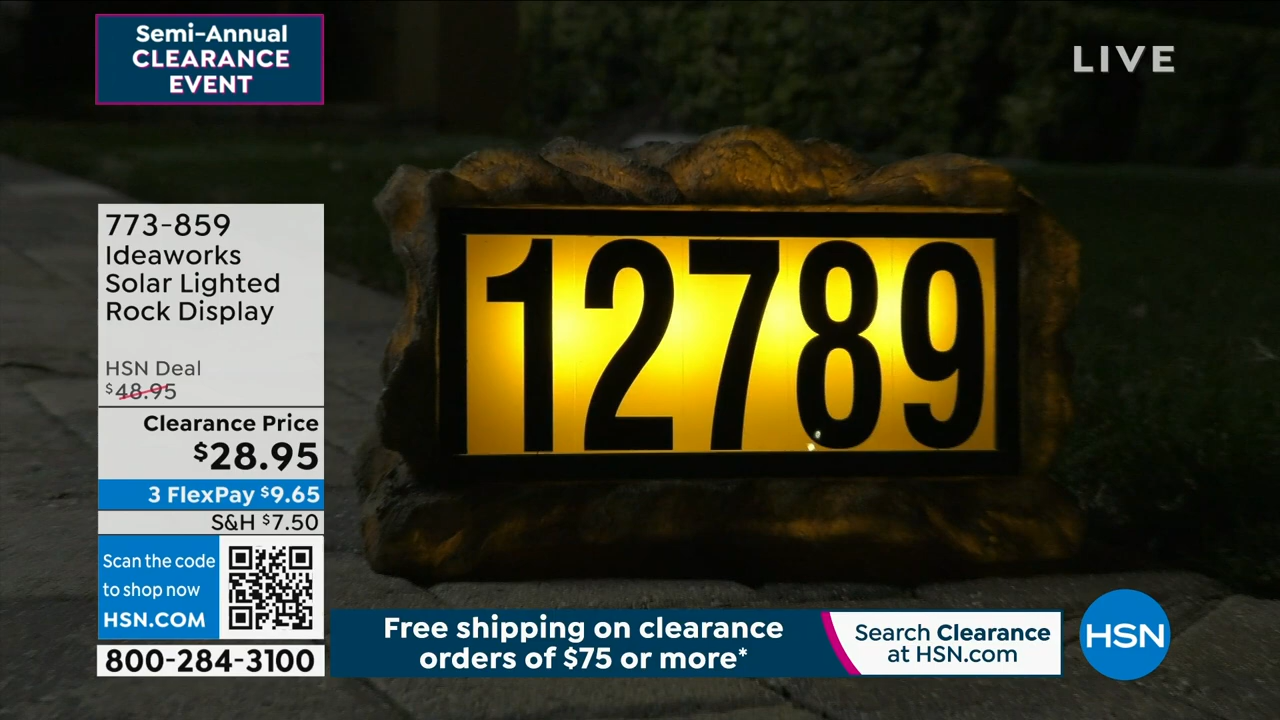 Semi-Annual
CLEARANCE
EVENT
LIVE
773-859
Ideaworks
Solar Lighted
Rock Display
HSN Deal
$48.95
Clearance Price
$28.95
3 FlexPay $9.65
S&H $7.50
Scan the code
to shop now
HSN.COM
800-284-3100
12789
Free shipping on clearance
orders of $75 or more*
Search Clearance
at HSN.com
HSN